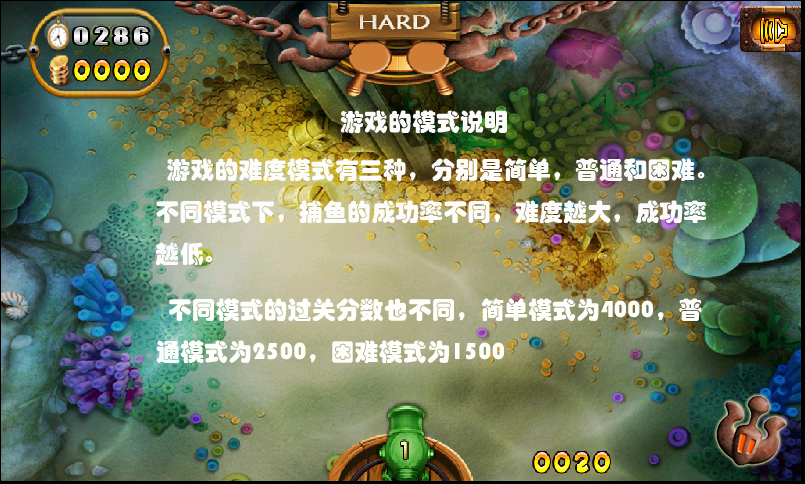 HARD
0286
0000
游戏的模式说明
游戏的难度模式有三种，分别是简单，普通和困难。
不同模式下，捕鱼的成功率不同，难度越大，成功率
越低。
不同模式的过关分数也不同，简单模式为4000，普
通模式为2500，困难模式为1500
1
0020